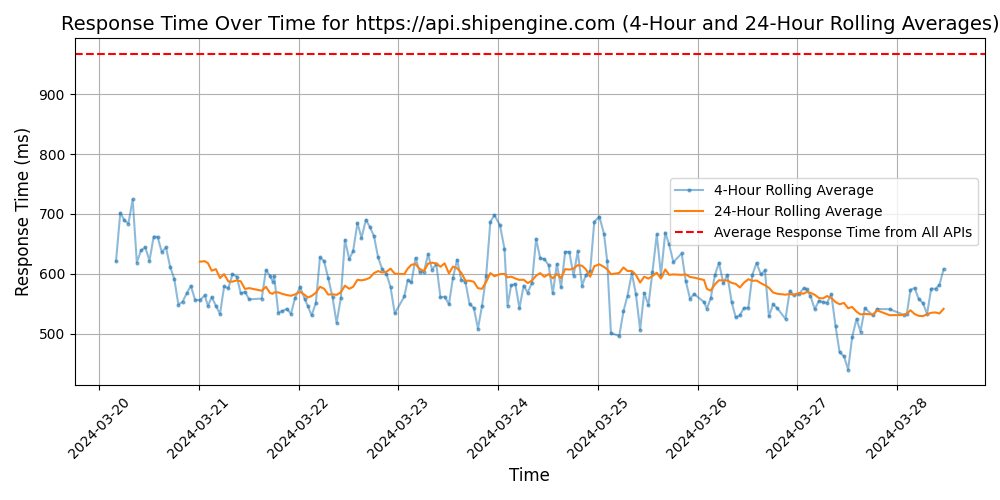 Response Time Over Time for https://api.shipengine.com (4-Hour and 24-Hour Rolling Averages)
Response Time (ms)
900
800
700
600
500
4-Hour Rolling Average
24-Hour Rolling Average
Average Response Time from All APIs
2024-03-20
2024-03-21
2024-03-22
2024-03-23
2024-03-24
2024-03-25
2024-03-26
2024-03-27
2024-03-28
Time